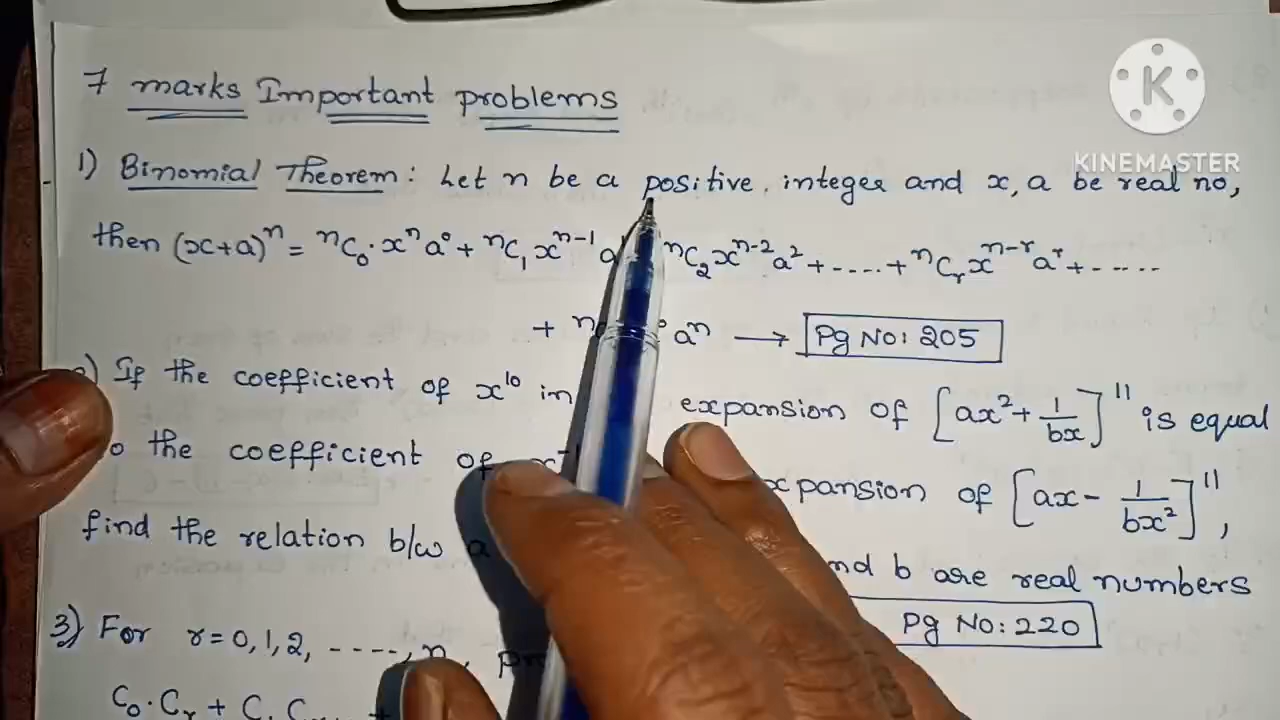 7 marks Important problems
KINEMASTER
1) Binomial Theorem: Let n be a positive integer and x, a be real no,
then (x+a)ⁿ = ⁿC₀·xⁿa⁰ + ⁿC₁xⁿ⁻¹a ⁿC₂xⁿ⁻²a² + ..... + ⁿCᵣxⁿ⁻ʳaʳ + .....
+ aⁿ → Pg No: 205
If the coefficient of x¹⁰ in expansion of [ax² + 1/bx]¹¹ is equal
the coefficient of expansion of [ax - 1/bx²]¹¹,
find the relation b/w a and b are real numbers
Pg No: 220
3) For r = 0, 1, 2, ----, n,
C₀·Cᵣ +